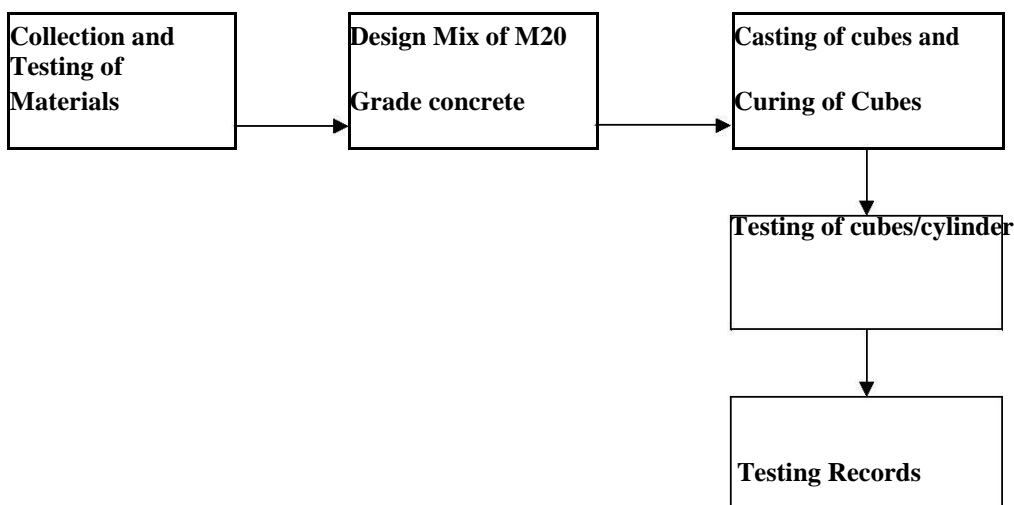 Collection and
Testing of
Materials
Design Mix of M20
Grade concrete
Casting of cubes and
Curing of Cubes
Testing of cubes/cylinder
Testing Records